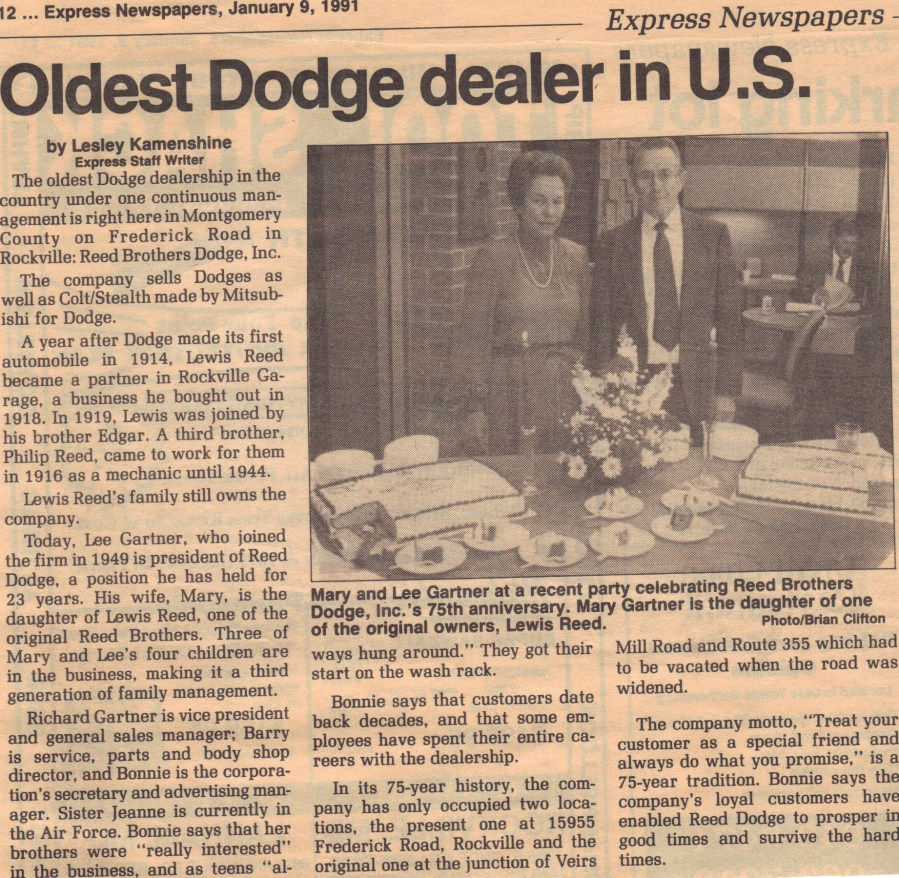 12 ... Express Newspapers, January 9, 1991
Express Newspapers -
Oldest Dodge dealer in U.S.
by Lesley Kamenshine
Express Staff Writer
The oldest Dodge dealership in the
country under one continuous man-
agement is right here in Montgomery
County on Frederick Road in
Rockville: Reed Brothers Dodge, Inc.
The company sells Dodges as
well as Colt/Stealth made by Mitsub-
ishi for Dodge.
A year after Dodge made its first
automobile in 1914, Lewis Reed
became a partner in Rockville Ga-
rage, a business he bought out in
1918. In 1919, Lewis was joined by
his brother Edgar. A third brother,
Philip Reed, came to work for them
in 1916 as a mechanic until 1944.
Lewis Reed's family still owns the
company.
Today, Lee Gartner, who joined
the firm in 1949 is president of Reed
Dodge, a position he has held for
23 years. His wife, Mary, is the
daughter of Lewis Reed, one of the
original Reed Brothers. Three of
Mary and Lee's four children are
in the business, making it a third
generation of family management.
Richard Gartner is vice president
and general sales manager; Barry
is service, parts and body shop
director, and Bonnie is the corpora-
tion's secretary and advertising man-
ager. Sister Jeanne is currently in
the Air Force. Bonnie says that her
brothers were "really interested"
in the business, and as teens "al-
Mary and Lee Gartner at a recent party celebrating Reed Brothers
Dodge, Inc.'s 75th anniversary. Mary Gartner is the daughter of one
of the original owners, Lewis Reed.
Photo/Brian Clifton
ways hung around." They got their
start on the wash rack.
Bonnie says that customers date
back decades, and that some em-
ployees have spent their entire ca-
reers with the dealership.
In its 75-year history, the com-
pany has only occupied two loca-
tions, the present one at 15955
Frederick Road, Rockville and the
original one at the junction of Veirs
Mill Road and Route 355 which had
to be vacated when the road was
widened.
The company motto, "Treat your
customer as a special friend and
always do what you promise," is a
75-year tradition. Bonnie says the
company's loyal customers have
enabled Reed Dodge to prosper in
good times and survive the hard
times.